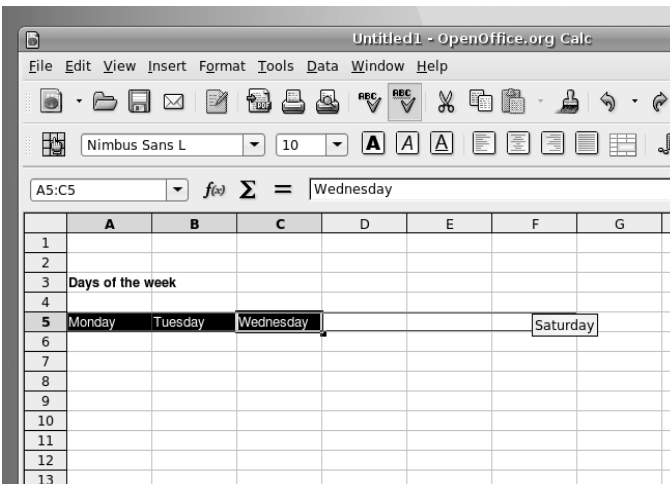 Untitled1 - OpenOffice.org Calc
File Edit View Insert Format Tools Data Window Help
ABC ABC
Nimbus Sans L 10 A A A
A5:C5 f(x) Σ = Wednesday
A B C D E F G
1
2
3 Days of the week
4
5 Monday Tuesday Wednesday Saturday
6
7
8
9
10
11
12
13